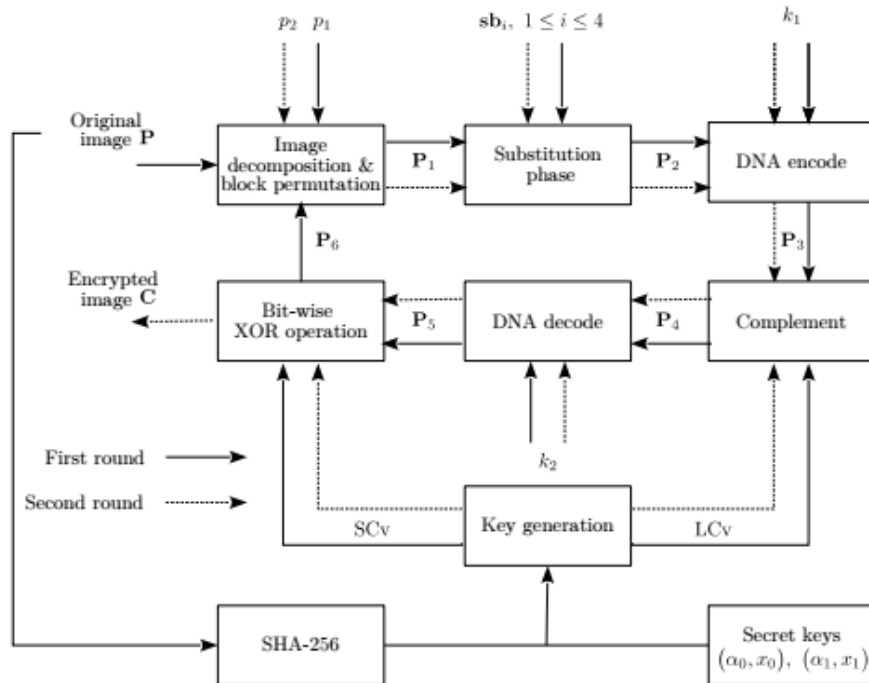 p₂ p₁
𝐬𝐛ᵢ, 1 ≤ i ≤ 4
k₁
Original
image 𝐏
Image
decomposition &
block permutation
𝐏₁
Substitution
phase
𝐏₂
DNA encode
𝐏₆
𝐏₃
Encrypted
image 𝐂
Bit-wise
XOR operation
𝐏₅
DNA decode
𝐏₄
Complement
First round
k₂
Second round
SCv
Key generation
LCv
SHA-256
Secret keys
(α₀, x₀), (α₁, x₁)